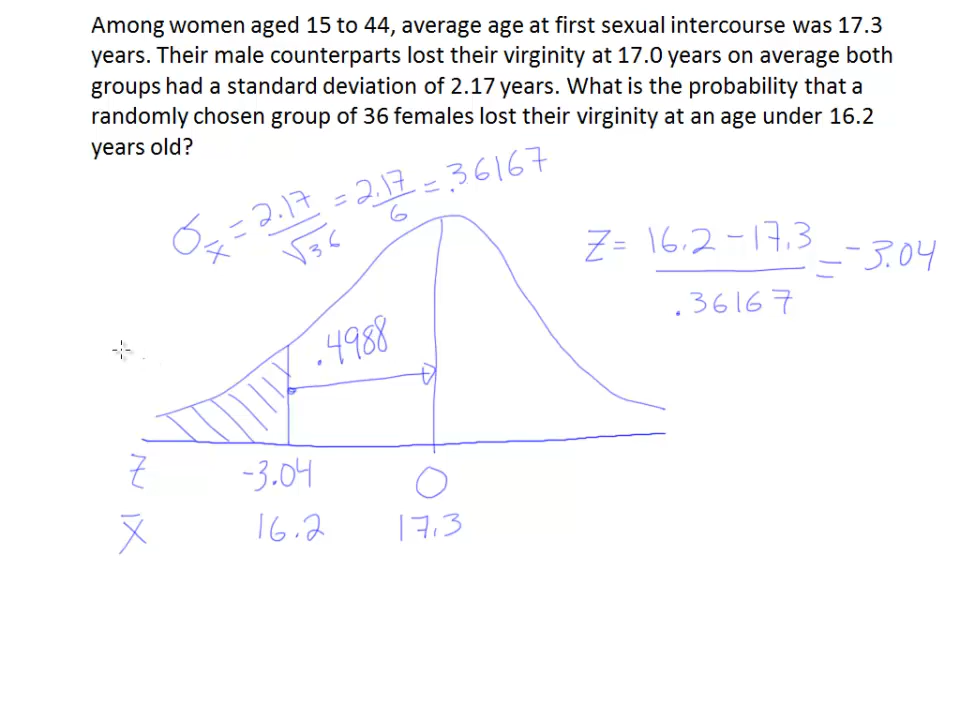 Among women aged 15 to 44, average age at first sexual intercourse was 17.3
years. Their male counterparts lost their virginity at 17.0 years on average both
groups had a standard deviation of 2.17 years. What is the probability that a
randomly chosen group of 36 females lost their virginity at an age under 16.2
years old?
σx̄ = 2.17/√36 = 2.17/6 = .36167
Z = 16.2 - 17.3 / .36167 = -3.04
.4988
Z -3.04 0
X̄ 16.2 17.3